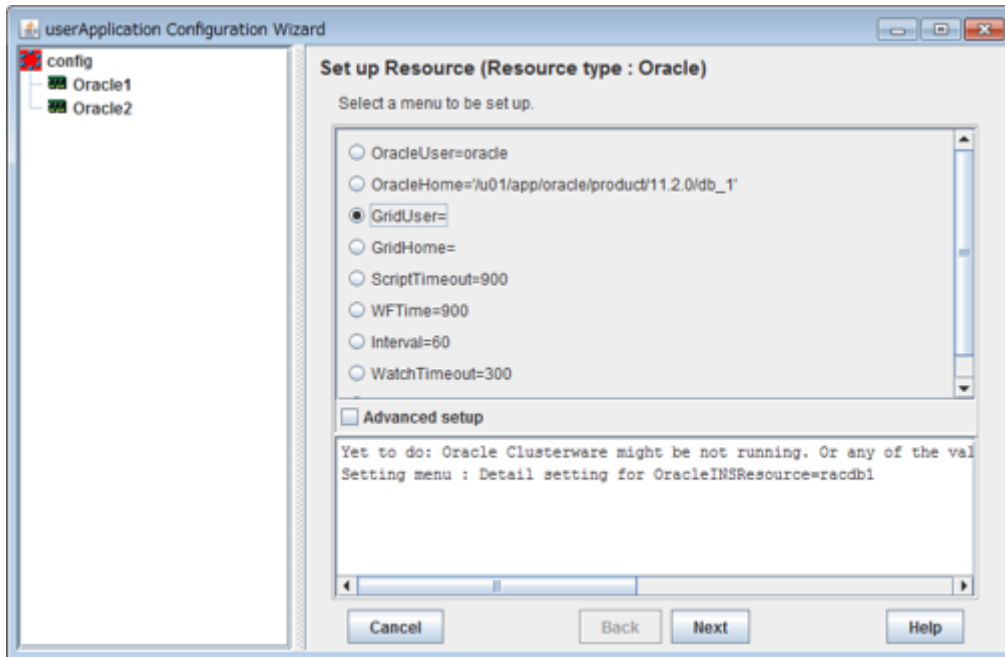 userApplication Configuration Wizard
config
Oracle1
Oracle2
Set up Resource (Resource type : Oracle)
Select a menu to be set up.
OracleUser=oracle
OracleHome='/u01/app/oracle/product/11.2.0/db_1'
GridUser=
GridHome=
ScriptTimeout=900
WFTime=900
Interval=60
WatchTimeout=300
Advanced setup
Yet to do: Oracle Clusterware might be not running. Or any of the val
Setting menu : Detail setting for OracleINSResource=racdb1
Cancel
Back
Next
Help